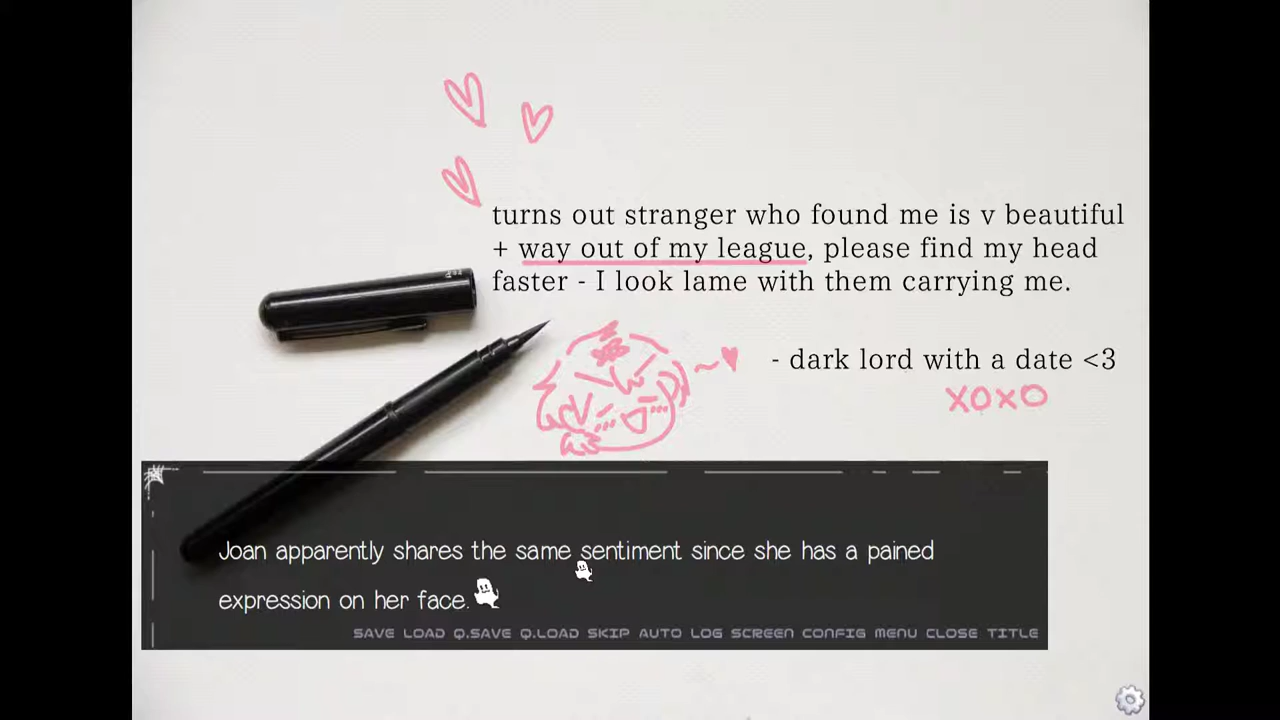 turns out stranger who found me is v beautiful
+ way out of my league, please find my head
faster - I look lame with them carrying me.
- dark lord with a date <3
XOXO
Joan apparently shares the same sentiment since she has a pained
expression on her face.
SAVE LOAD Q.SAVE Q.LOAD SKIP AUTO LOG SCREEN CONFIG MENU CLOSE TITLE